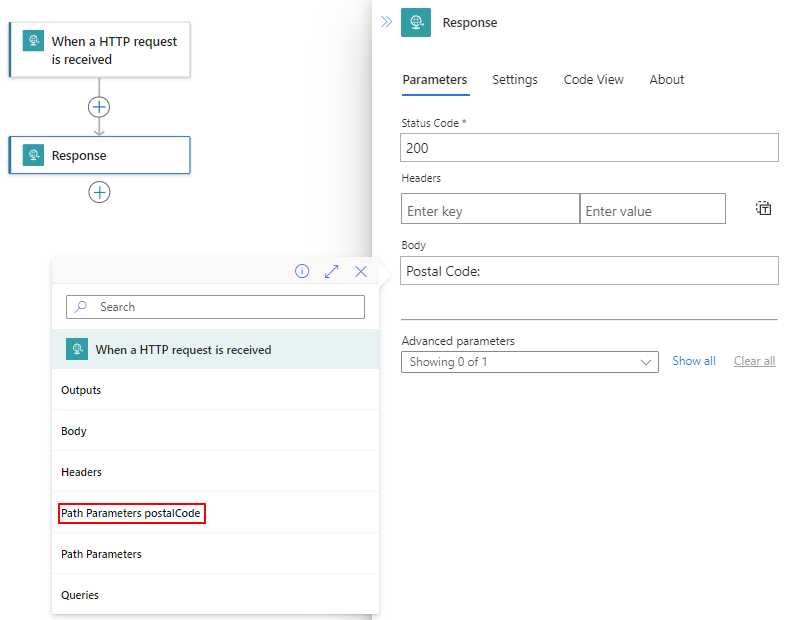 When a HTTP request
is received
Response
Search
When a HTTP request is received
Outputs
Body
Headers
Path Parameters postalCode
Path Parameters
Queries
Response
Parameters Settings Code View About
Status Code *
200
Headers
Enter key Enter value
Body
Postal Code:
Advanced parameters
Showing 0 of 1 Show all Clear all